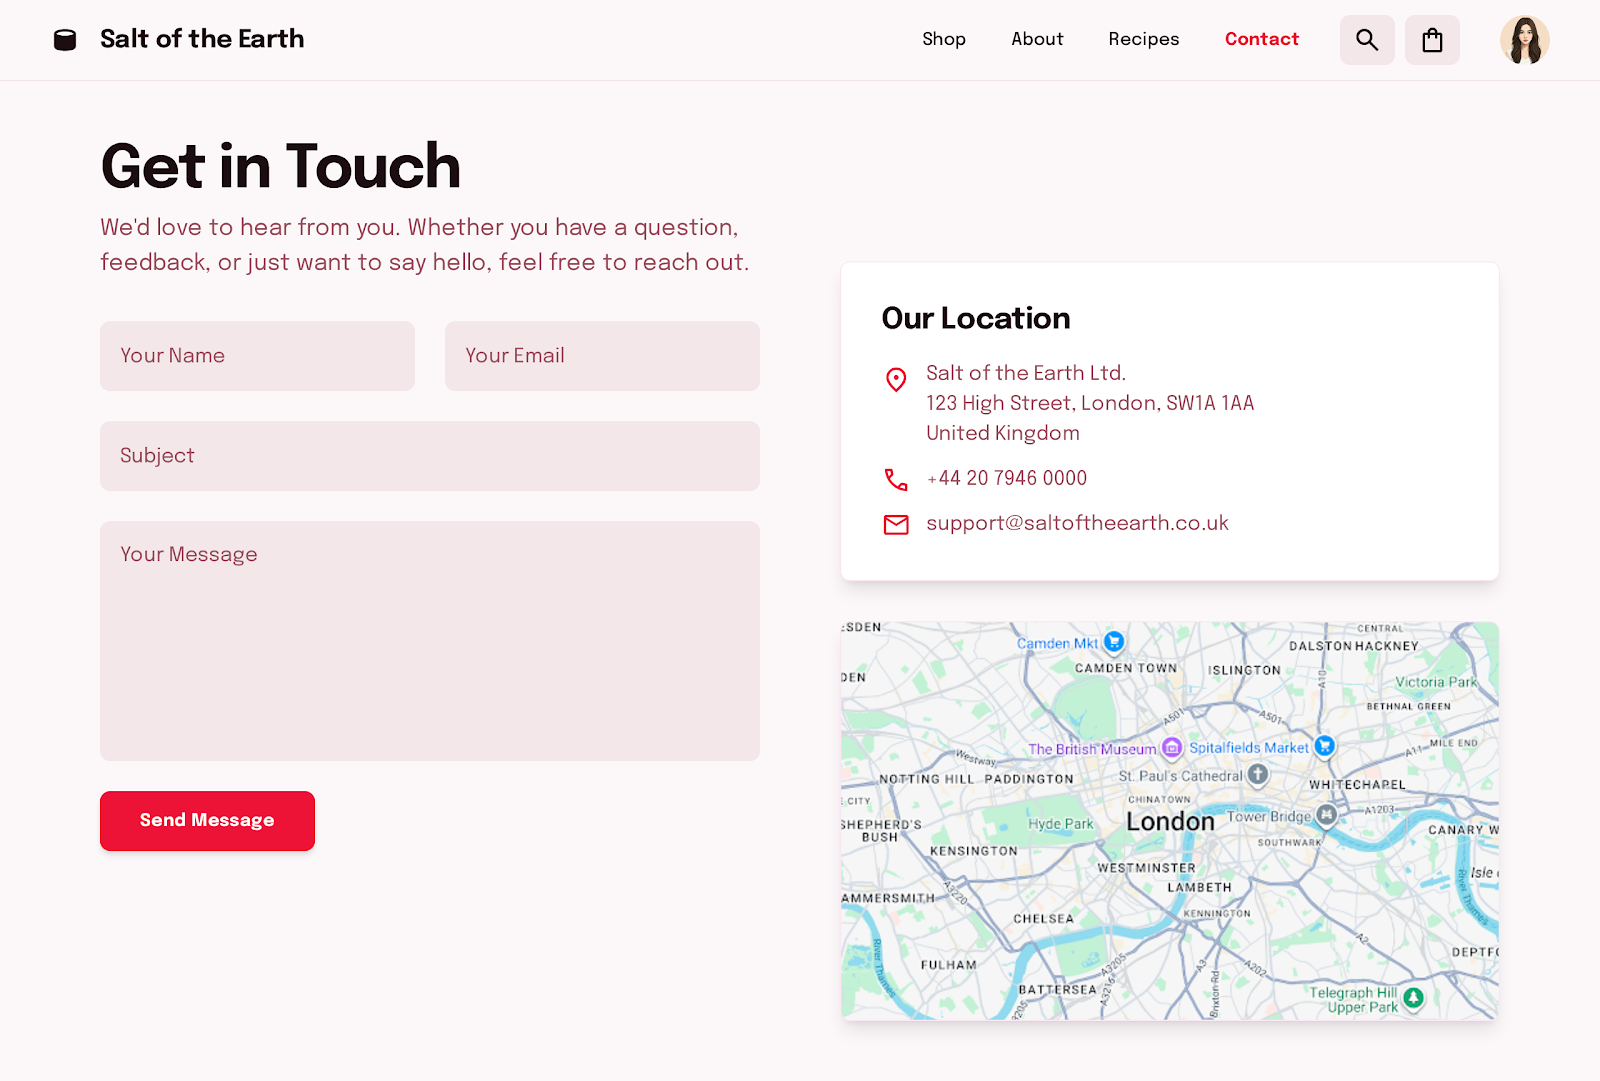 Salt of the Earth
Shop
About
Recipes
Contact
Get in Touch
We'd love to hear from you. Whether you have a question,
feedback, or just want to say hello, feel free to reach out.
Your Name
Your Email
Subject
Your Message
Send Message
Our Location
Salt of the Earth Ltd.
123 High Street, London, SW1A 1AA
United Kingdom
+44 20 7946 0000
support@saltoftheearth.co.uk
ESDEN
CENTRAL
Camden Mkt
DALSTON HACKNEY
CAMDEN TOWN
ISLINGTON
DEN
A10
Victoria Park
BETHNAL GREEN
A501
A501
The British Museum
Spitalfields Market
A11
MILE END
Westway
NOTTING HILL
PADDINGTON
St. Paul's Cathedral
WHITECHAPEL
E CITY
CHINATOWN
A1203
SHEPHERD'S
BUSH
Hyde Park
London
Tower Bridge
CANARY W
KENSINGTON
SOUTHWARK
WESTMINSTER
Isle
LAMBETH
A3220
AMMERSMITH
River Thames
CHELSEA
KENNINGTON
A2
DEPTFO
River Thames
FULHAM
A3205
A3
A202
BATTERSEA
A3216
Brixton Rd
Telegraph Hill
Upper Park
3205